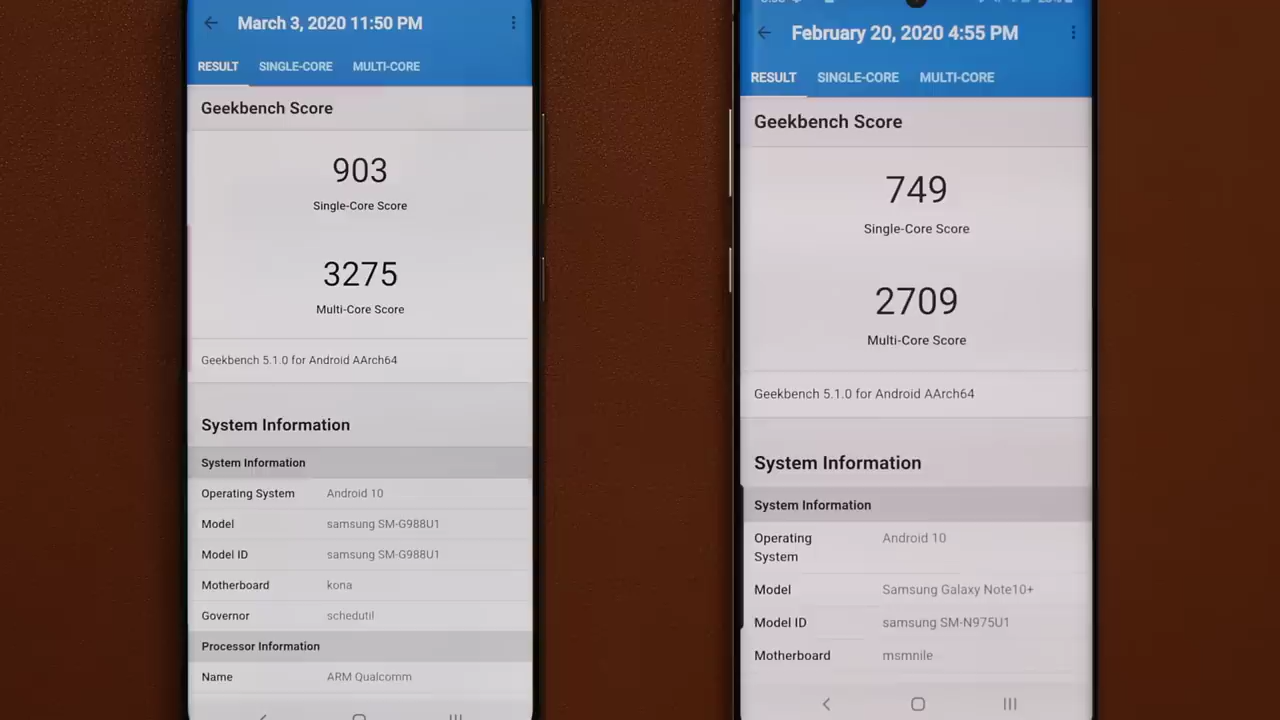 March 3, 2020 11:50 PM
RESULT SINGLE-CORE MULTI-CORE
Geekbench Score
903
Single-Core Score
3275
Multi-Core Score
Geekbench 5.1.0 for Android AArch64
System Information
System Information
Operating System Android 10
Model samsung SM-G988U1
Model ID samsung SM-G988U1
Motherboard kona
Governor schedutil
Processor Information
Name ARM Qualcomm
February 20, 2020 4:55 PM
RESULT SINGLE-CORE MULTI-CORE
Geekbench Score
749
Single-Core Score
2709
Multi-Core Score
Geekbench 5.1.0 for Android AArch64
System Information
System Information
Operating Android 10
System
Model Samsung Galaxy Note10+
Model ID samsung SM-N975U1
Motherboard msmnile